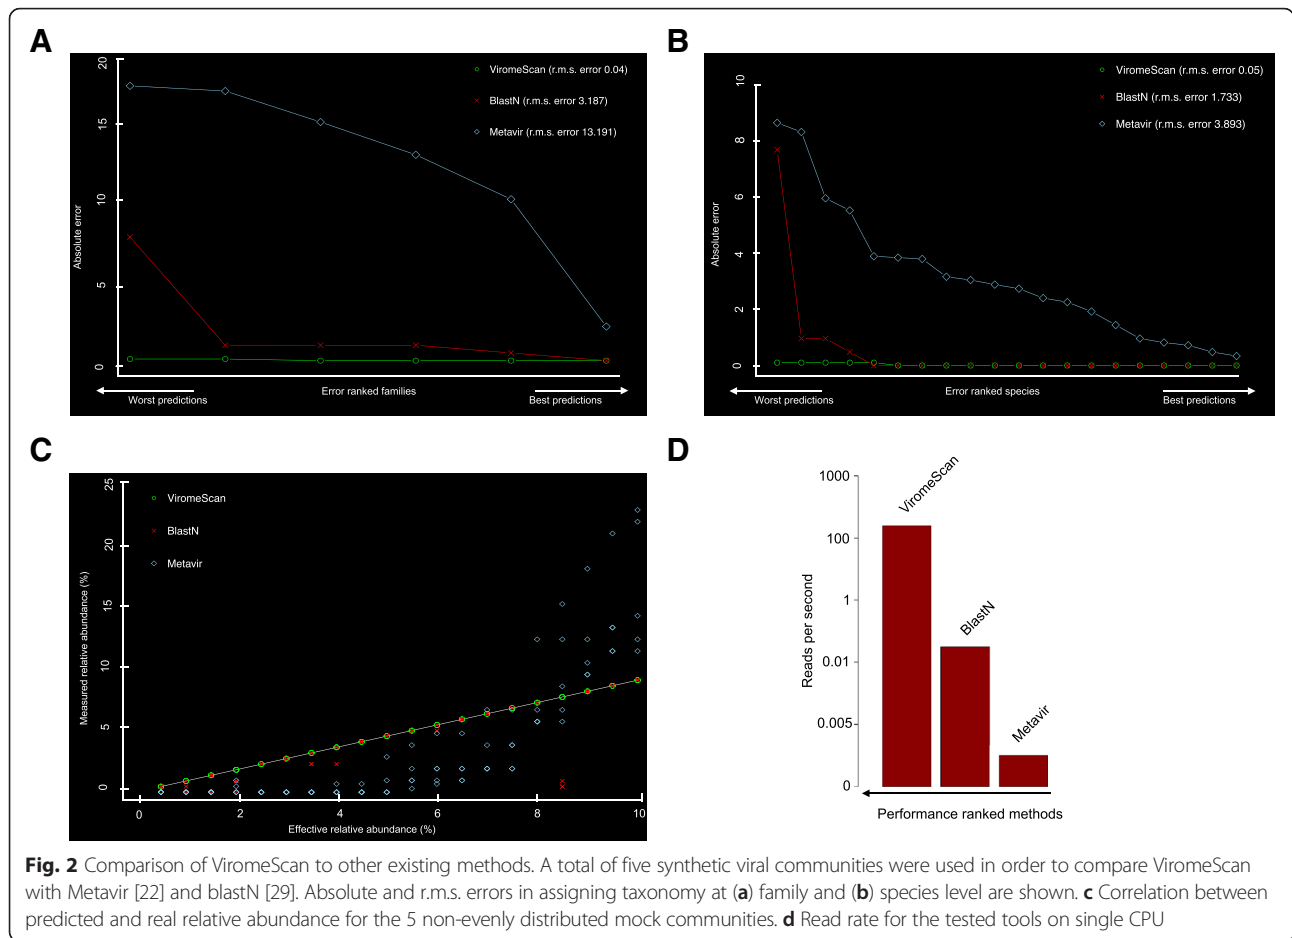 A
20
15
10
5
0
Absolute error
ViromeScan (r.m.s. error 0.04)
BlastN (r.m.s. error 3.187)
Metavir (r.m.s. error 13.191)
Error ranked families
Worst predictions
Best predictions
B
10
8
6
4
2
0
Absolute error
ViromeScan (r.m.s. error 0.05)
BlastN (r.m.s. error 1.733)
Metavir (r.m.s. error 3.893)
Error ranked species
Worst predictions
Best predictions
C
25
20
15
10
5
0
Measured relative abundance (%)
ViromeScan
BlastN
Metavir
0 2 4 6 8 10
Effective relative abundance (%)
D
1000
100
1
0.01
0.005
0
Reads per second
ViromeScan
BlastN
Metavir
Performance ranked methods
Fig. 2 Comparison of ViromeScan to other existing methods. A total of five synthetic viral communities were used in order to compare ViromeScan
with Metavir [22] and blastN [29]. Absolute and r.m.s. errors in assigning taxonomy at (a) family and (b) species level are shown. c Correlation between
predicted and real relative abundance for the 5 non-evenly distributed mock communities. d Read rate for the tested tools on single CPU